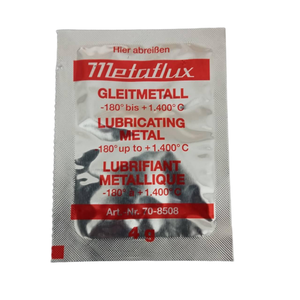 Hier abreißen
Metaflux
GLEITMETALL
-180° bis +1.400° C
LUBRICATING
METAL
180° up to +1.400° C
LUBRIFIANT
METALLIQUE
-180° à +1.400° C
Art.-Nr. 70-8508
4 g